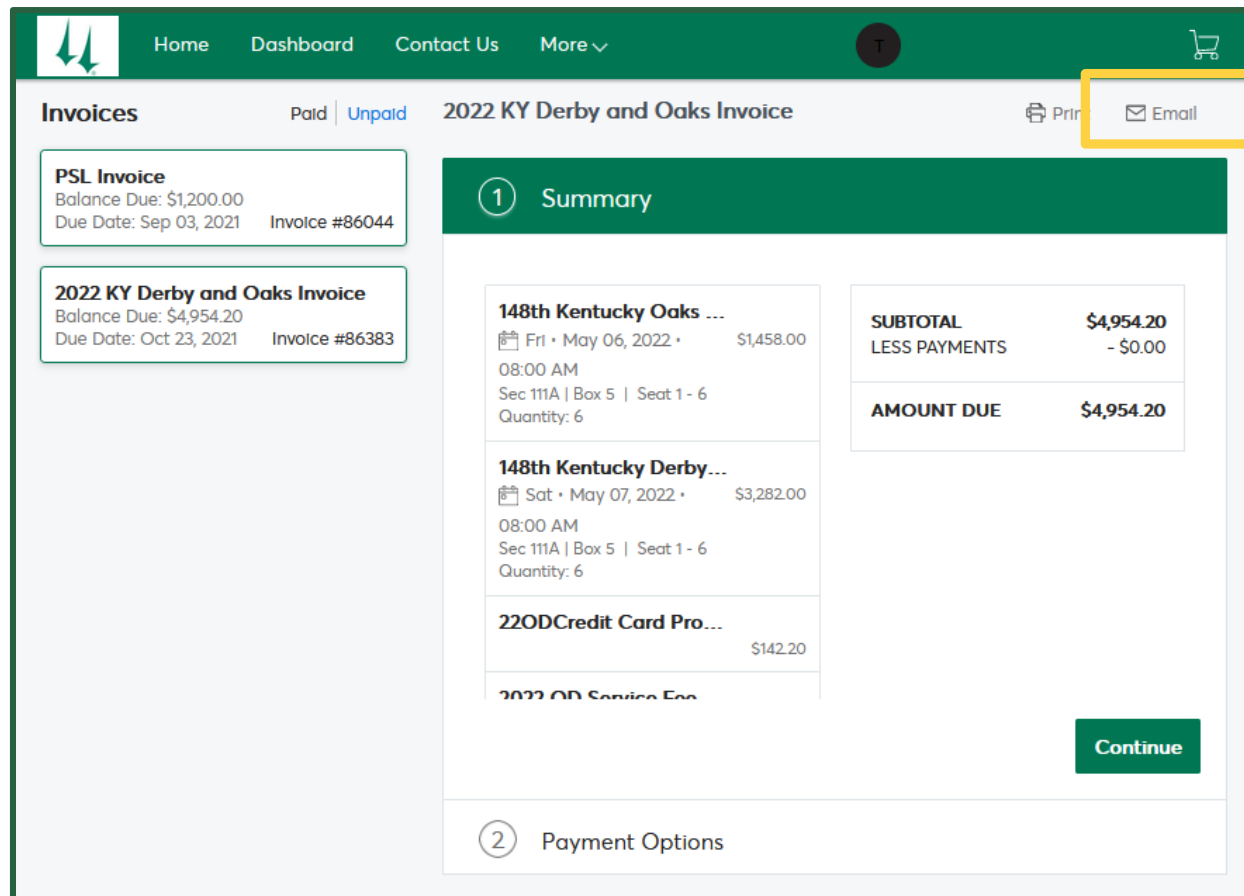 Home Dashboard Contact Us More
T
Invoices Paid Unpaid
PSL Invoice
Balance Due: $1,200.00
Due Date: Sep 03, 2021 Invoice #86044
2022 KY Derby and Oaks Invoice
Balance Due: $4,954.20
Due Date: Oct 23, 2021 Invoice #86383
2022 KY Derby and Oaks Invoice
Prin Email
1 Summary
148th Kentucky Oaks ...
Fri • May 06, 2022 • $1,458.00
08:00 AM
Sec 111A | Box 5 | Seat 1 - 6
Quantity: 6
148th Kentucky Derby...
Sat • May 07, 2022 • $3,282.00
08:00 AM
Sec 111A | Box 5 | Seat 1 - 6
Quantity: 6
22ODCredit Card Pro...
$142.20
2022 OD Service Fee
SUBTOTAL $4,954.20
LESS PAYMENTS - $0.00
AMOUNT DUE $4,954.20
Continue
2 Payment Options